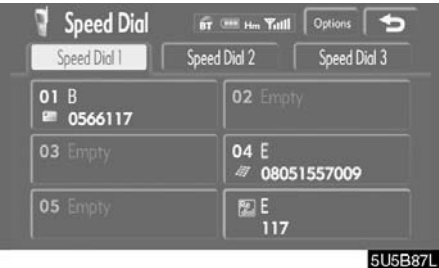 Speed Dial BT Hm Options
Speed Dial 1 Speed Dial 2 Speed Dial 3
01 B 02 Empty
0566117
03 Empty 04 E
08051557009
05 Empty E
117
5U5B87L